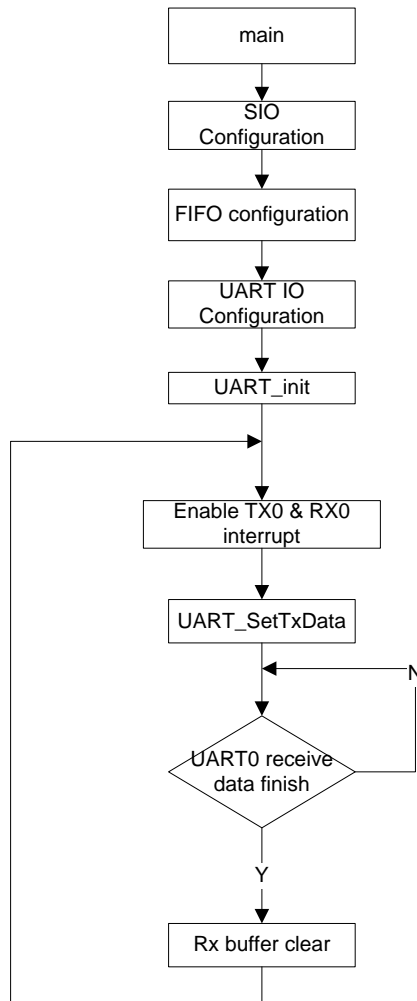 main
SIO
Configuration
FIFO configuration
UART IO
Configuration
UART_init
Enable TX0 & RX0
interrupt
UART_SetTxData
N
UART0 receive
data finish
Y
Rx buffer clear